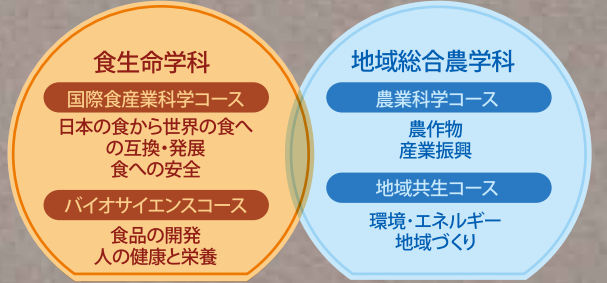 食生命学科
国際食産業科学コース
日本の食から世界の食へ
の互換・発展
食への安全
バイオサイエンスコース
食品の開発
人の健康と栄養
地域総合農学科
農業科学コース
農作物
産業振興
地域共生コース
環境・エネルギー
地域づくり